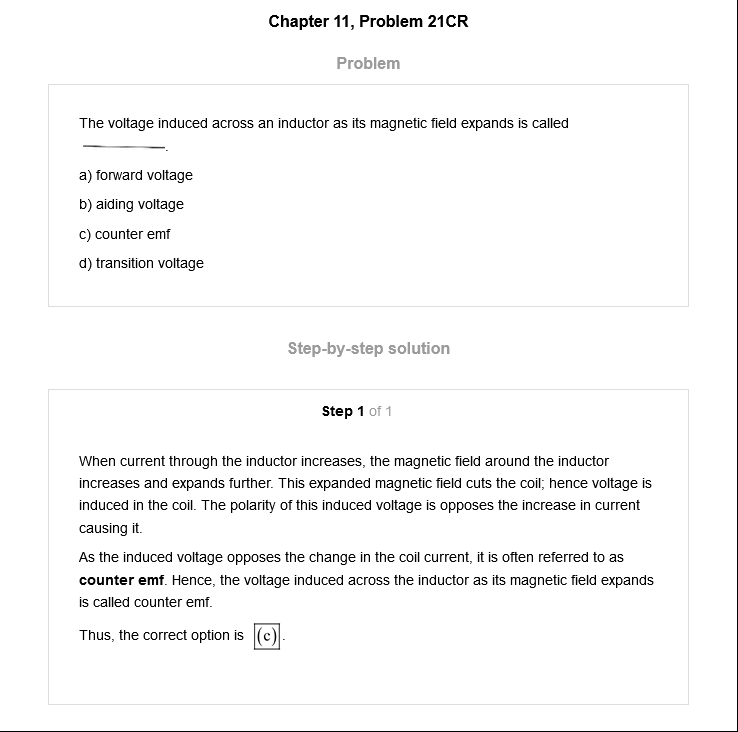 Chapter 11, Problem 21CR
Problem
The voltage induced across an inductor as its magnetic field expands is called
________.
a) forward voltage
b) aiding voltage
c) counter emf
d) transition voltage
Step-by-step solution
Step 1 of 1
When current through the inductor increases, the magnetic field around the inductor
increases and expands further. This expanded magnetic field cuts the coil; hence voltage is
induced in the coil. The polarity of this induced voltage is opposes the increase in current
causing it.
As the induced voltage opposes the change in the coil current, it is often referred to as
counter emf. Hence, the voltage induced across the inductor as its magnetic field expands
is called counter emf.
Thus, the correct option is (c).